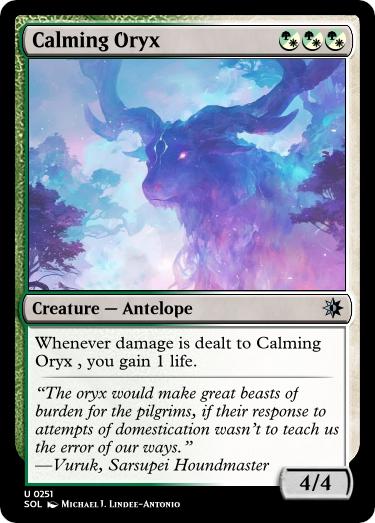 Calming Oryx
Creature — Antelope
Whenever damage is dealt to Calming
Oryx , you gain 1 life.
“The oryx would make great beasts of
burden for the pilgrims, if their response to
attempts of domestication wasn’t to teach us
the error of our ways.”
—Vuruk, Sarsupei Houndmaster
4/4
U 0251
SOL Michael J. Lindee-Antonio